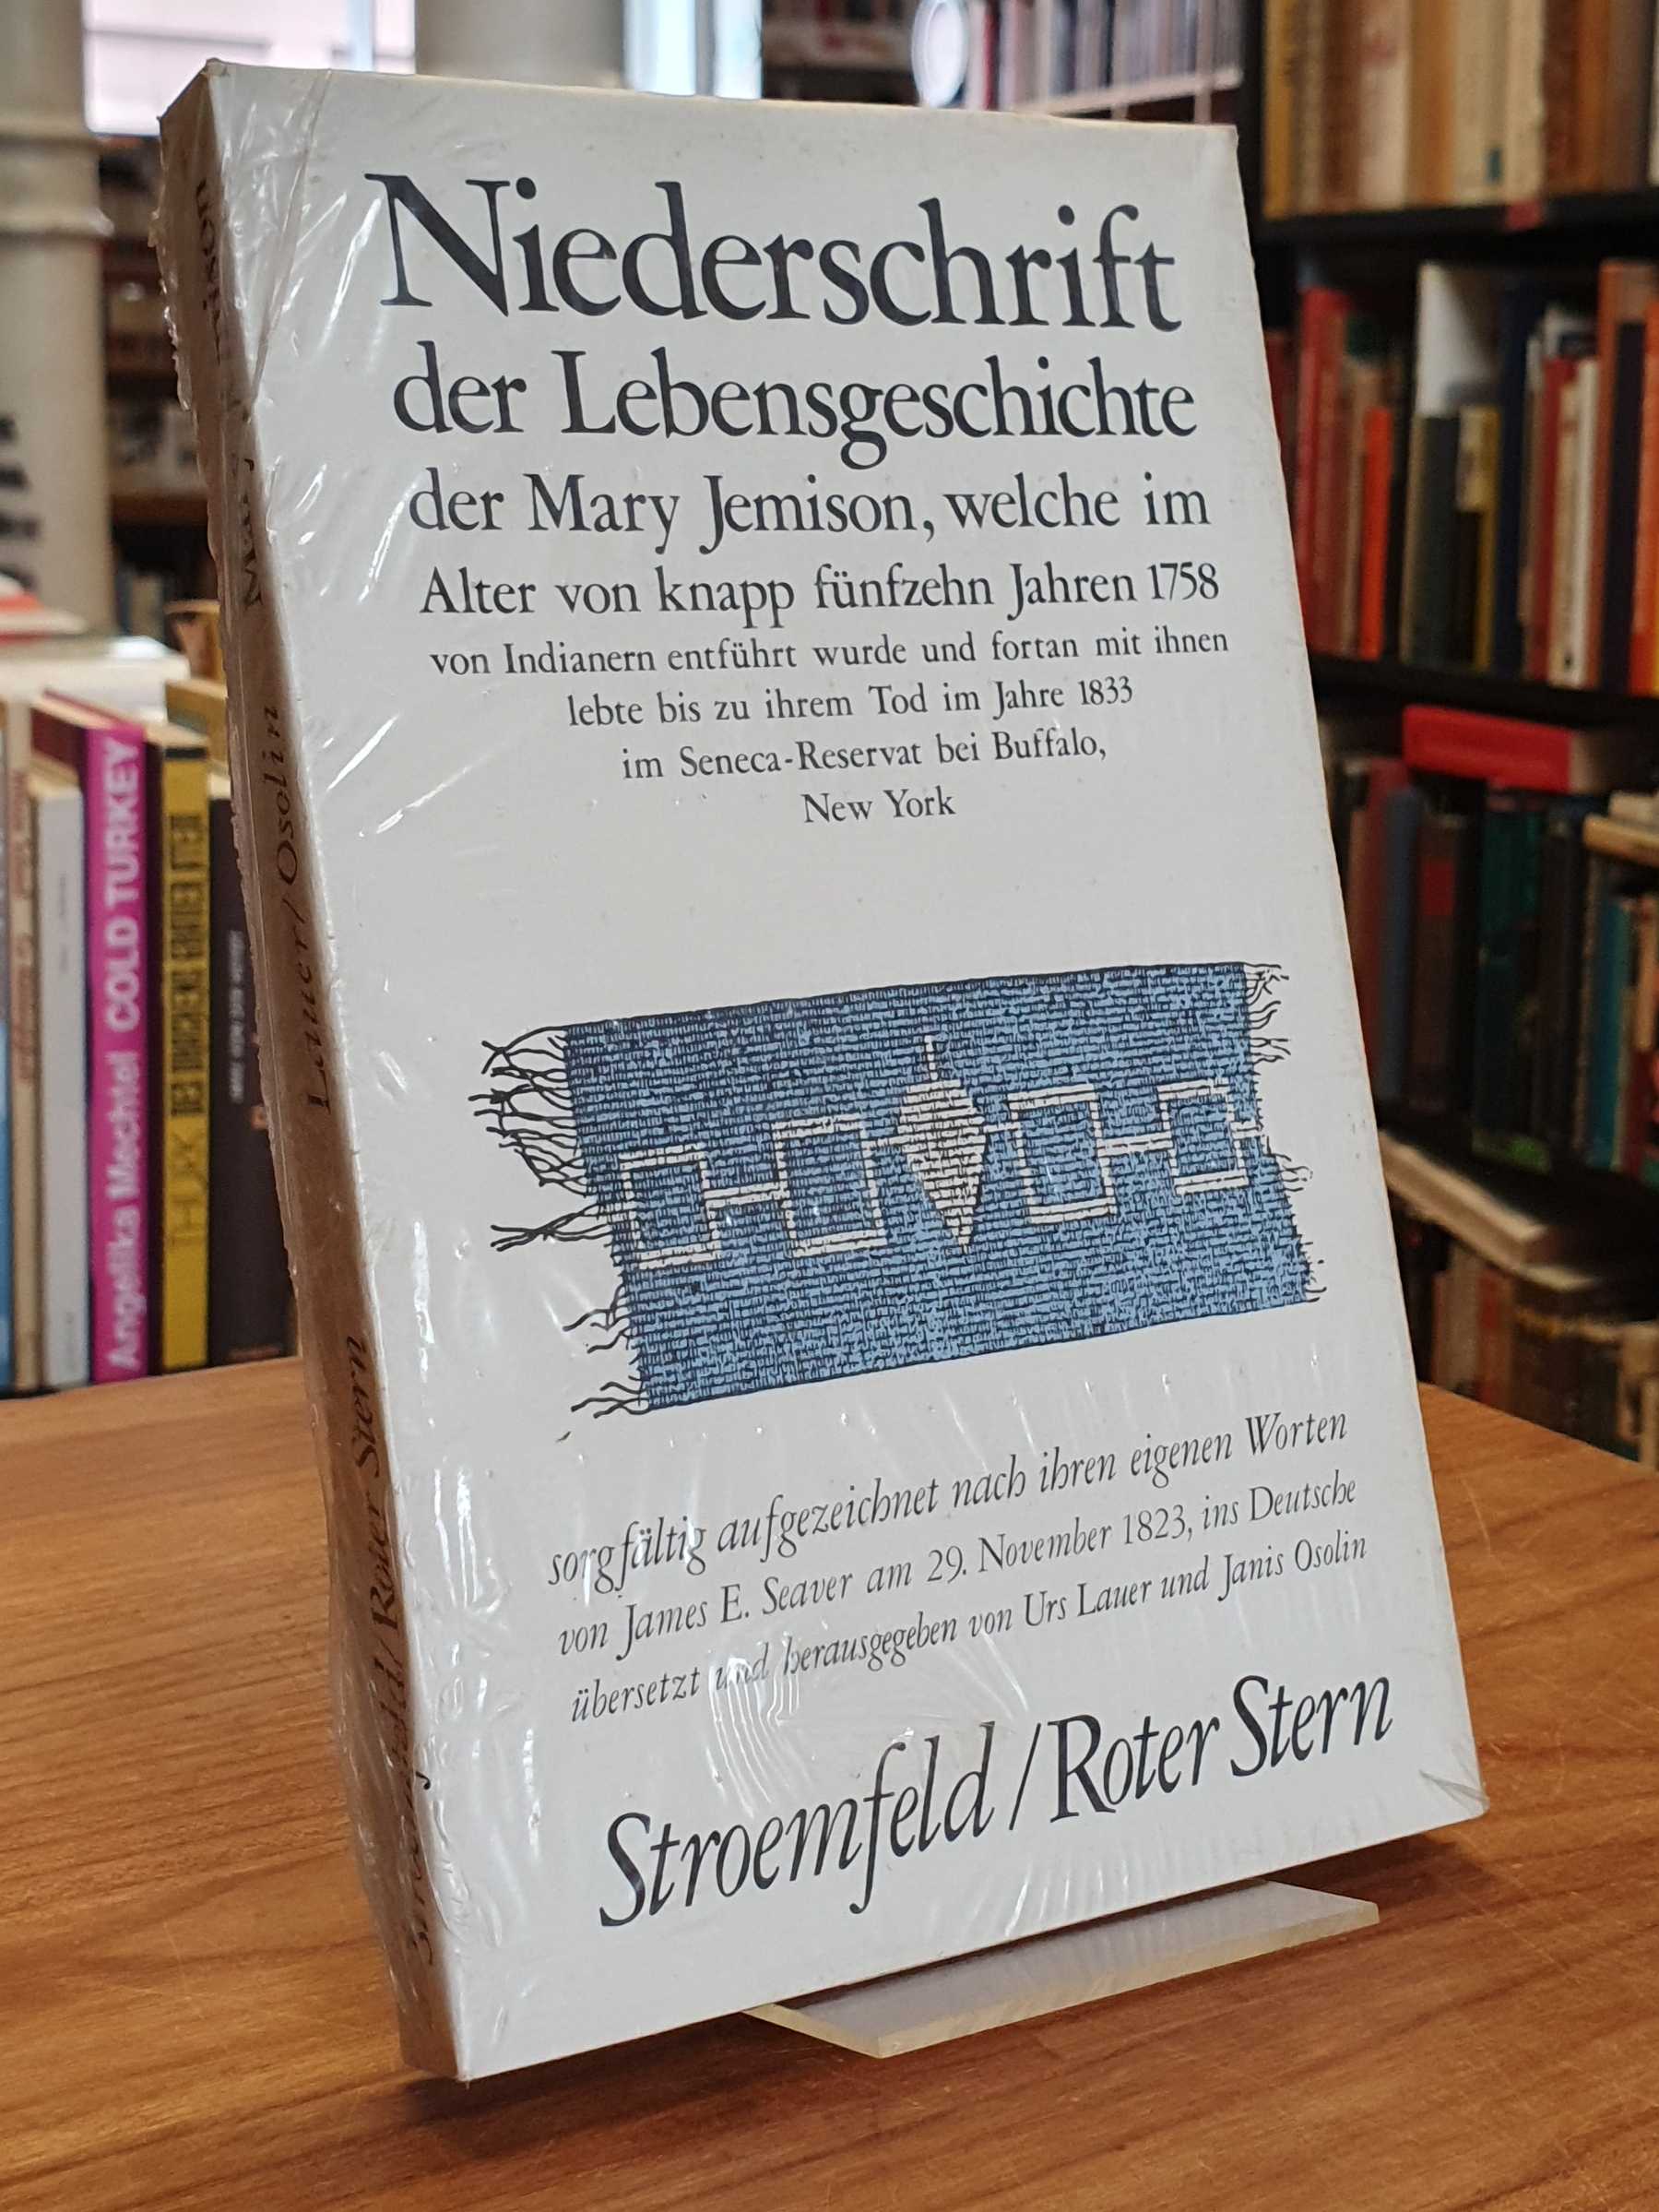 Niederschrift
der Lebensgeschichte
der Mary Jemison, welche im
Alter von knapp fünfzehn Jahren 1758
von Indianern entführt wurde und fortan mit ihnen
lebte bis zu ihrem Tod im Jahre 1833
im Seneca-Reservat bei Buffalo,
New York
sorgfältig aufgezeichnet nach ihren eigenen Worten
von James E. Seaver am 29. November 1823, ins Deutsche
übersetzt und herausgegeben von Urs Lauer und Janis Osolin
Stroemfeld / Roter Stern
Lauer / Osolin
Stroemfeld / Roter Stern
Angelika Mechtel COLD TURKEY